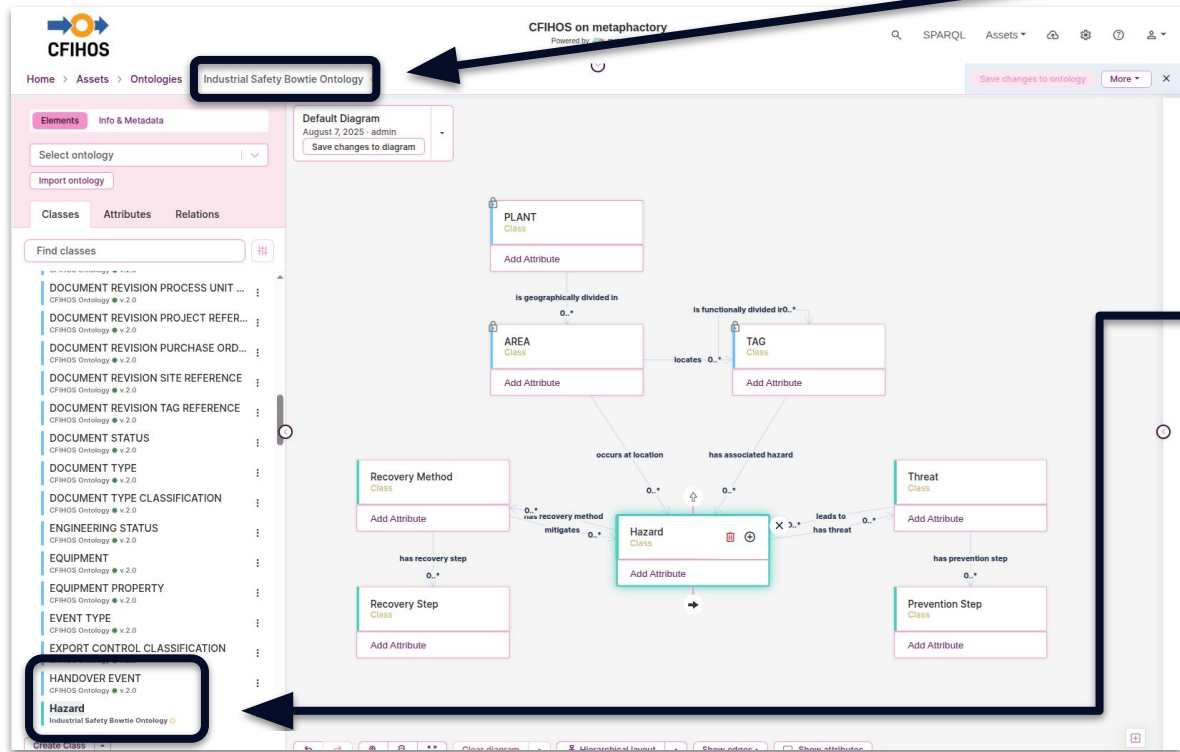 CFIHOS
CFIHOS on metaphactory
Powered by
SPARQL Assets
Home > Assets > Ontologies
Industrial Safety Bowtie Ontology
Save changes to ontology
More
Elements Info & Metadata
Select ontology
Import ontology
Classes Attributes Relations
Find classes
DOCUMENT REVISION PROCESS UNIT ...
CFIHOS Ontology v.2.0
DOCUMENT REVISION PROJECT REFER...
CFIHOS Ontology v.2.0
DOCUMENT REVISION PURCHASE ORD...
CFIHOS Ontology v.2.0
DOCUMENT REVISION SITE REFERENCE
CFIHOS Ontology v.2.0
DOCUMENT REVISION TAG REFERENCE
CFIHOS Ontology v.2.0
DOCUMENT STATUS
CFIHOS Ontology v.2.0
DOCUMENT TYPE
CFIHOS Ontology v.2.0
DOCUMENT TYPE CLASSIFICATION
CFIHOS Ontology v.2.0
ENGINEERING STATUS
CFIHOS Ontology v.2.0
EQUIPMENT
CFIHOS Ontology v.2.0
EQUIPMENT PROPERTY
CFIHOS Ontology v.2.0
EVENT TYPE
CFIHOS Ontology v.2.0
EXPORT CONTROL CLASSIFICATION
HANDOVER EVENT
CFIHOS Ontology v.2.0
Hazard
Industrial Safety Bowtie Ontology
Create Class
Default Diagram
August 7, 2025 · admin
Save changes to diagram
PLANT
Class
Add Attribute
is geographically divided in
0..*
is functionally divided ir0..*
AREA
Class
Add Attribute
locates 0..*
TAG
Class
Add Attribute
occurs at location
0..*
has associated hazard
0..*
Recovery Method
Class
Add Attribute
0..*
has recovery method
mitigates 0..*
Hazard
Class
Add Attribute
leads to 0..*
has threat
Threat
Class
Add Attribute
has recovery step
0..*
Recovery Step
Class
Add Attribute
has prevention step
0..*
Prevention Step
Class
Add Attribute
Clear diagram
Hierarchical layout
Show edges
Show attributes